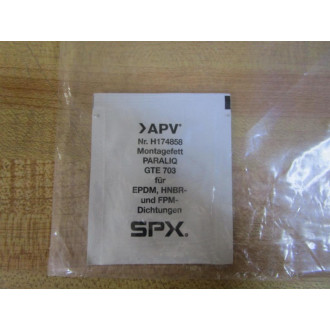 APV®
Nr. H174858
Montagefett
PARALIQ
GTE 703
für
EPDM, HNBR-
und FPM-
Dichtungen
SPX®